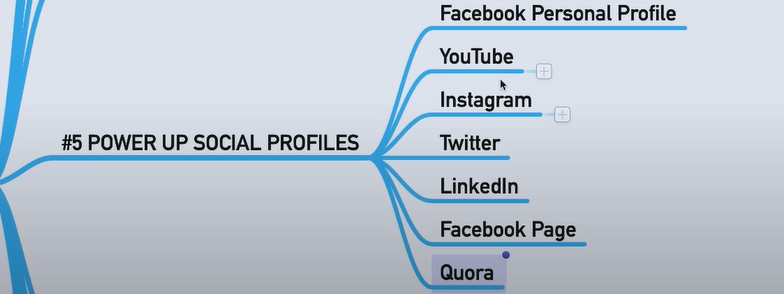 Facebook Personal Profile
YouTube
Instagram
#5 POWER UP SOCIAL PROFILES
Twitter
LinkedIn
Facebook Page
Quora